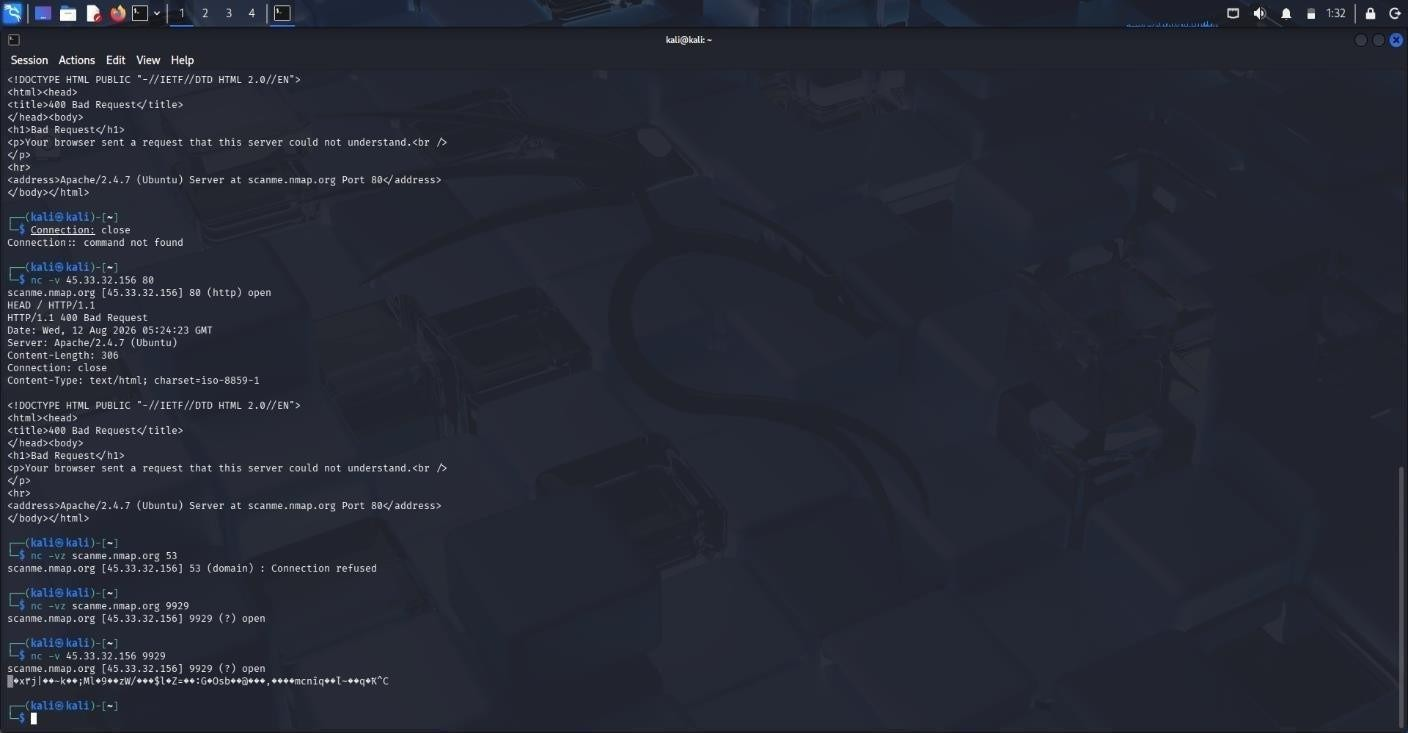 1 2 3 4
1:32
kali@kali: ~
Session Actions Edit View Help
<!DOCTYPE HTML PUBLIC "-//IETF//DTD HTML 2.0//EN">
<html><head>
<title>400 Bad Request</title>
</head><body>
<h1>Bad Request</h1>
<p>Your browser sent a request that this server could not understand.<br />
</p>
<hr>
<address>Apache/2.4.7 (Ubuntu) Server at scanme.nmap.org Port 80</address>
</body></html>
┌──(kali㉿kali)-[~]
└─$ Connection: close
Connection:: command not found
┌──(kali㉿kali)-[~]
└─$ nc -v 45.33.32.156 80
scanme.nmap.org [45.33.32.156] 80 (http) open
HEAD / HTTP/1.1
HTTP/1.1 400 Bad Request
Date: Wed, 12 Aug 2026 05:24:23 GMT
Server: Apache/2.4.7 (Ubuntu)
Content-Length: 306
Connection: close
Content-Type: text/html; charset=iso-8859-1
<!DOCTYPE HTML PUBLIC "-//IETF//DTD HTML 2.0//EN">
<html><head>
<title>400 Bad Request</title>
</head><body>
<h1>Bad Request</h1>
<p>Your browser sent a request that this server could not understand.<br />
</p>
<hr>
<address>Apache/2.4.7 (Ubuntu) Server at scanme.nmap.org Port 80</address>
</body></html>
┌──(kali㉿kali)-[~]
└─$ nc -vz scanme.nmap.org 53
scanme.nmap.org [45.33.32.156] 53 (domain) : Connection refused
┌──(kali㉿kali)-[~]
└─$ nc -vz scanme.nmap.org 9929
scanme.nmap.org [45.33.32.156] 9929 (?) open
┌──(kali㉿kali)-[~]
└─$ nc -v 45.33.32.156 9929
scanme.nmap.org [45.33.32.156] 9929 (?) open
^C
┌──(kali㉿kali)-[~]
└─$